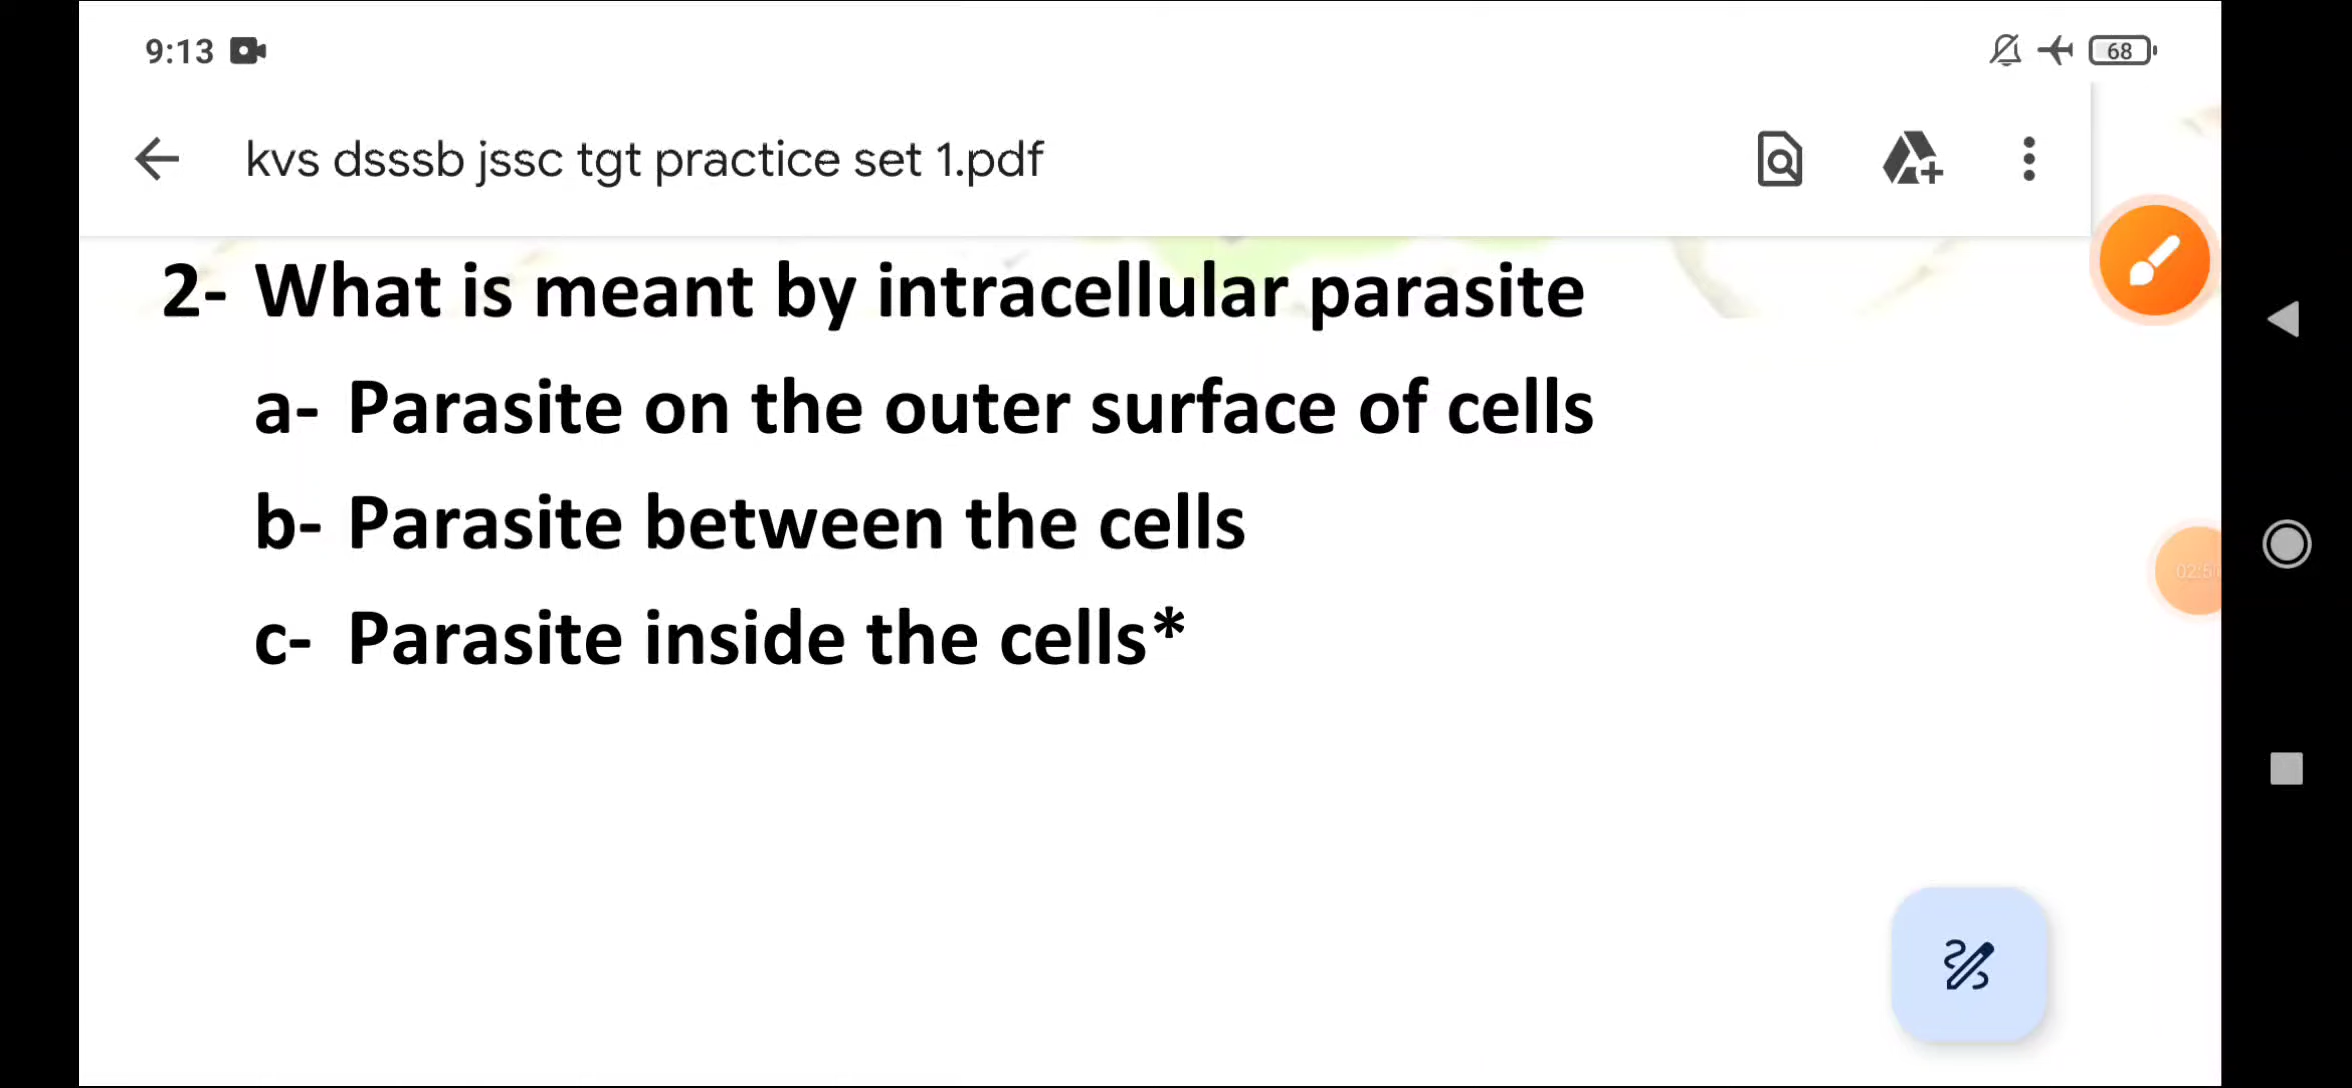 9:13
68
kvs dsssb jssc tgt practice set 1.pdf
2- What is meant by intracellular parasite
a- Parasite on the outer surface of cells
b- Parasite between the cells
c- Parasite inside the cells*